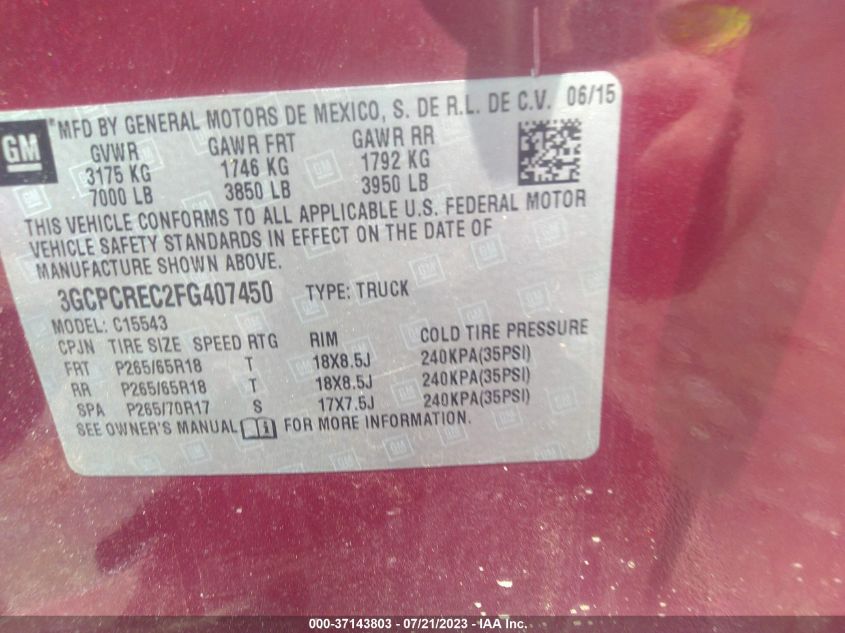 GM
MFD BY GENERAL MOTORS DE MEXICO, S. DE R.L. DE C.V. 06/15
GVWR GAWR FRT GAWR RR
3175 KG 1746 KG 1792 KG
7000 LB 3850 LB 3950 LB
THIS VEHICLE CONFORMS TO ALL APPLICABLE U.S. FEDERAL MOTOR
VEHICLE SAFETY STANDARDS IN EFFECT ON THE DATE OF
MANUFACTURE SHOWN ABOVE.
3GCPCREC2FG407450 TYPE: TRUCK
MODEL: C15543
CPJN TIRE SIZE SPEED RTG RIM COLD TIRE PRESSURE
FRT P265/65R18 T 18X8.5J 240KPA(35PSI)
RR P265/65R18 T 18X8.5J 240KPA(35PSI)
SPA P265/70R17 S 17X7.5J 240KPA(35PSI)
SEE OWNER'S MANUAL FOR MORE INFORMATION.
000-37143803 - 07/21/2023 - IAA Inc.